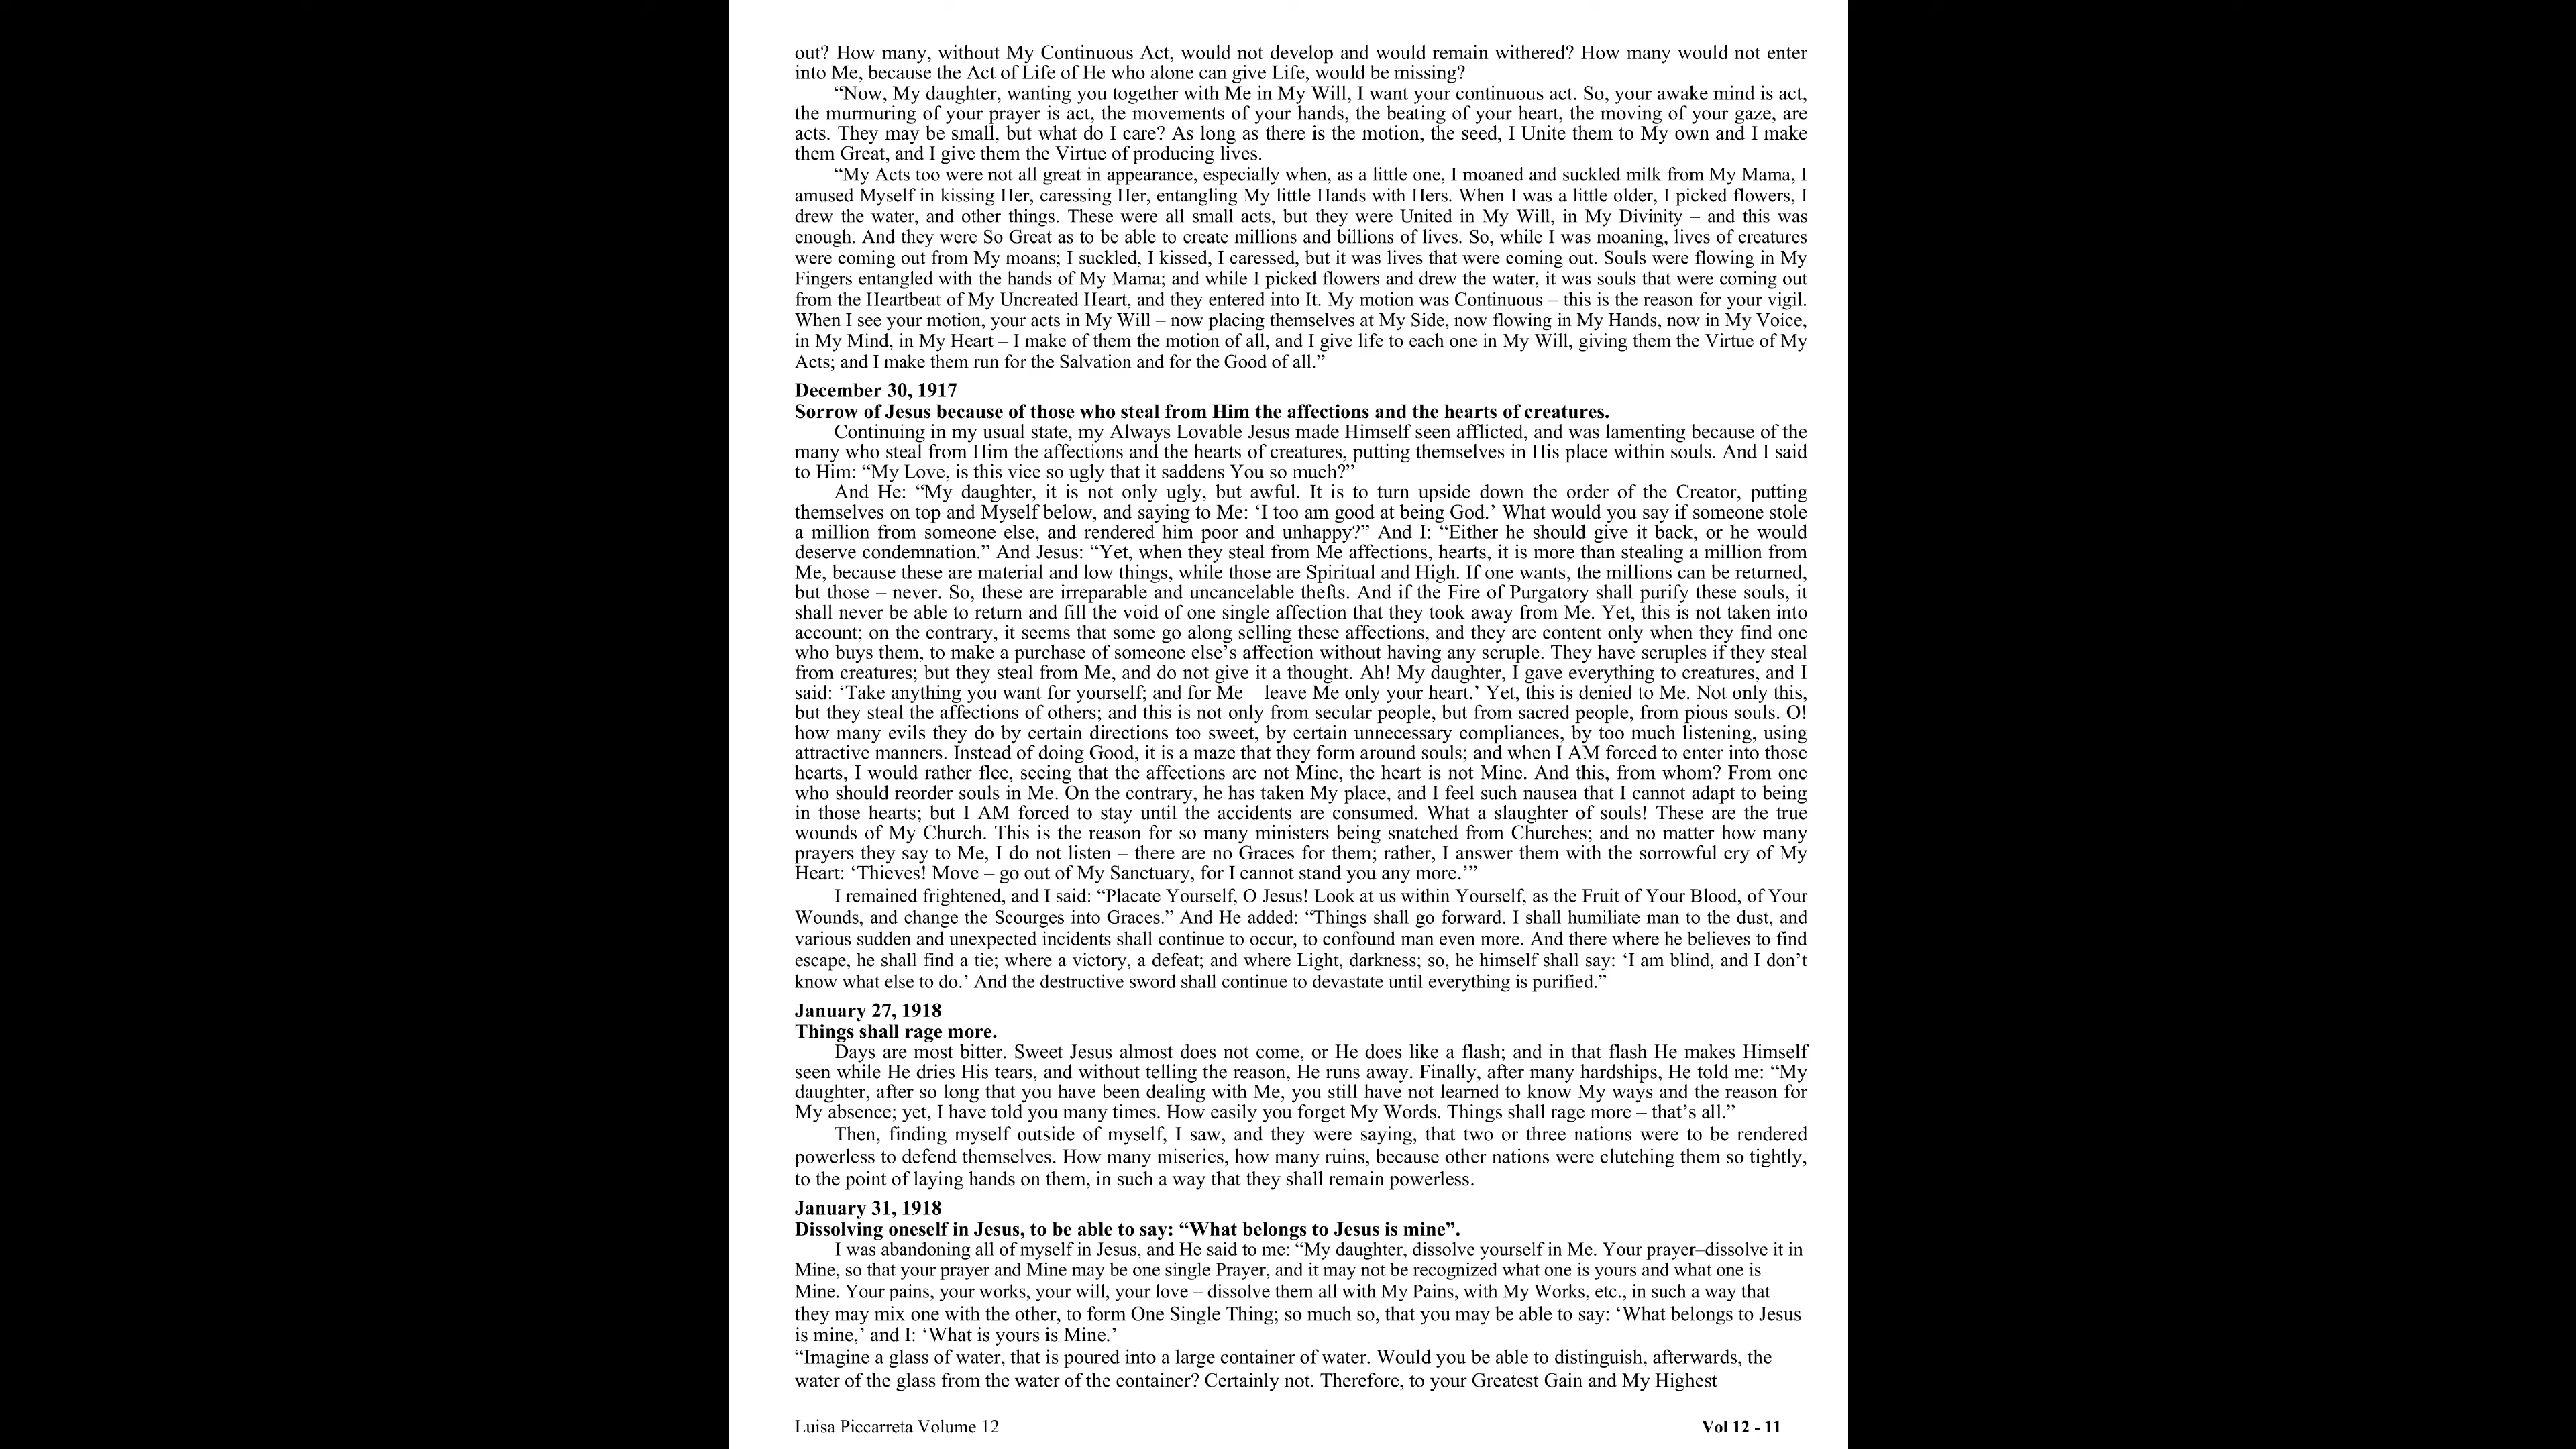 out? How many, without My Continuous Act, would not develop and would remain withered? How many would not enter
into Me, because the Act of Life of He who alone can give Life, would be missing?
“Now, My daughter, wanting you together with Me in My Will, I want your continuous act. So, your awake mind is act,
the murmuring of your prayer is act, the movements of your hands, the beating of your heart, the moving of your gaze, are
acts. They may be small, but what do I care? As long as there is the motion, the seed, I Unite them to My own and I make
them Great, and I give them the Virtue of producing lives.
“My Acts too were not all great in appearance, especially when, as a little one, I moaned and suckled milk from My Mama, I
amused Myself in kissing Her, caressing Her, entangling My little Hands with Hers. When I was a little older, I picked flowers, I
drew the water, and other things. These were all small acts, but they were United in My Will, in My Divinity – and this was
enough. And they were So Great as to be able to create millions and billions of lives. So, while I was moaning, lives of creatures
were coming out from My moans; I suckled, I kissed, I caressed, but it was lives that were coming out. Souls were flowing in My
Fingers entangled with the hands of My Mama; and while I picked flowers and drew the water, it was souls that were coming out
from the Heartbeat of My Uncreated Heart, and they entered into It. My motion was Continuous – this is the reason for your vigil.
When I see your motion, your acts in My Will – now placing themselves at My Side, now flowing in My Hands, now in My Voice,
in My Mind, in My Heart – I make of them the motion of all, and I give life to each one in My Will, giving them the Virtue of My
Acts; and I make them run for the Salvation and for the Good of all.”
December 30, 1917
Sorrow of Jesus because of those who steal from Him the affections and the hearts of creatures.
Continuing in my usual state, my Always Lovable Jesus made Himself seen afflicted, and was lamenting because of the
many who steal from Him the affections and the hearts of creatures, putting themselves in His place within souls. And I said
to Him: “My Love, is this vice so ugly that it saddens You so much?”
And He: “My daughter, it is not only ugly, but awful. It is to turn upside down the order of the Creator, putting
themselves on top and Myself below, and saying to Me: ‘I too am good at being God.’ What would you say if someone stole
a million from someone else, and rendered him poor and unhappy?” And I: “Either he should give it back, or he would
deserve condemnation.” And Jesus: “Yet, when they steal from Me affections, hearts, it is more than stealing a million from
Me, because these are material and low things, while those are Spiritual and High. If one wants, the millions can be returned,
but those – never. So, these are irreparable and uncancelable thefts. And if the Fire of Purgatory shall purify these souls, it
shall never be able to return and fill the void of one single affection that they took away from Me. Yet, this is not taken into
account; on the contrary, it seems that some go along selling these affections, and they are content only when they find one
who buys them, to make a purchase of someone else’s affection without having any scruple. They have scruples if they steal
from creatures; but they steal from Me, and do not give it a thought. Ah! My daughter, I gave everything to creatures, and I
said: ‘Take anything you want for yourself; and for Me – leave Me only your heart.’ Yet, this is denied to Me. Not only this,
but they steal the affections of others; and this is not only from secular people, but from sacred people, from pious souls. O!
how many evils they do by certain directions too sweet, by certain unnecessary compliances, by too much listening, using
attractive manners. Instead of doing Good, it is a maze that they form around souls; and when I AM forced to enter into those
hearts, I would rather flee, seeing that the affections are not Mine, the heart is not Mine. And this, from whom? From one
who should reorder souls in Me. On the contrary, he has taken My place, and I feel such nausea that I cannot adapt to being
in those hearts; but I AM forced to stay until the accidents are consumed. What a slaughter of souls! These are the true
wounds of My Church. This is the reason for so many ministers being snatched from Churches; and no matter how many
prayers they say to Me, I do not listen – there are no Graces for them; rather, I answer them with the sorrowful cry of My
Heart: ‘Thieves! Move – go out of My Sanctuary, for I cannot stand you any more.’”
I remained frightened, and I said: “Placate Yourself, O Jesus! Look at us within Yourself, as the Fruit of Your Blood, of Your
Wounds, and change the Scourges into Graces.” And He added: “Things shall go forward. I shall humiliate man to the dust, and
various sudden and unexpected incidents shall continue to occur, to confound man even more. And there where he believes to find
escape, he shall find a tie; where a victory, a defeat; and where Light, darkness; so, he himself shall say: ‘I am blind, and I don’t
know what else to do.’ And the destructive sword shall continue to devastate until everything is purified.”
January 27, 1918
Things shall rage more.
Days are most bitter. Sweet Jesus almost does not come, or He does like a flash; and in that flash He makes Himself
seen while He dries His tears, and without telling the reason, He runs away. Finally, after many hardships, He told me: “My
daughter, after so long that you have been dealing with Me, you still have not learned to know My ways and the reason for
My absence; yet, I have told you many times. How easily you forget My Words. Things shall rage more – that’s all.”
Then, finding myself outside of myself, I saw, and they were saying, that two or three nations were to be rendered
powerless to defend themselves. How many miseries, how many ruins, because other nations were clutching them so tightly,
to the point of laying hands on them, in such a way that they shall remain powerless.
January 31, 1918
Dissolving oneself in Jesus, to be able to say: “What belongs to Jesus is mine”.
I was abandoning all of myself in Jesus, and He said to me: “My daughter, dissolve yourself in Me. Your prayer–dissolve it in
Mine, so that your prayer and Mine may be one single Prayer, and it may not be recognized what one is yours and what one is
Mine. Your pains, your works, your will, your love – dissolve them all with My Pains, with My Works, etc., in such a way that
they may mix one with the other, to form One Single Thing; so much so, that you may be able to say: ‘What belongs to Jesus
is mine,’ and I: ‘What is yours is Mine.’
“Imagine a glass of water, that is poured into a large container of water. Would you be able to distinguish, afterwards, the
water of the glass from the water of the container? Certainly not. Therefore, to your Greatest Gain and My Highest
Luisa Piccarreta Volume 12
Vol 12 - 11